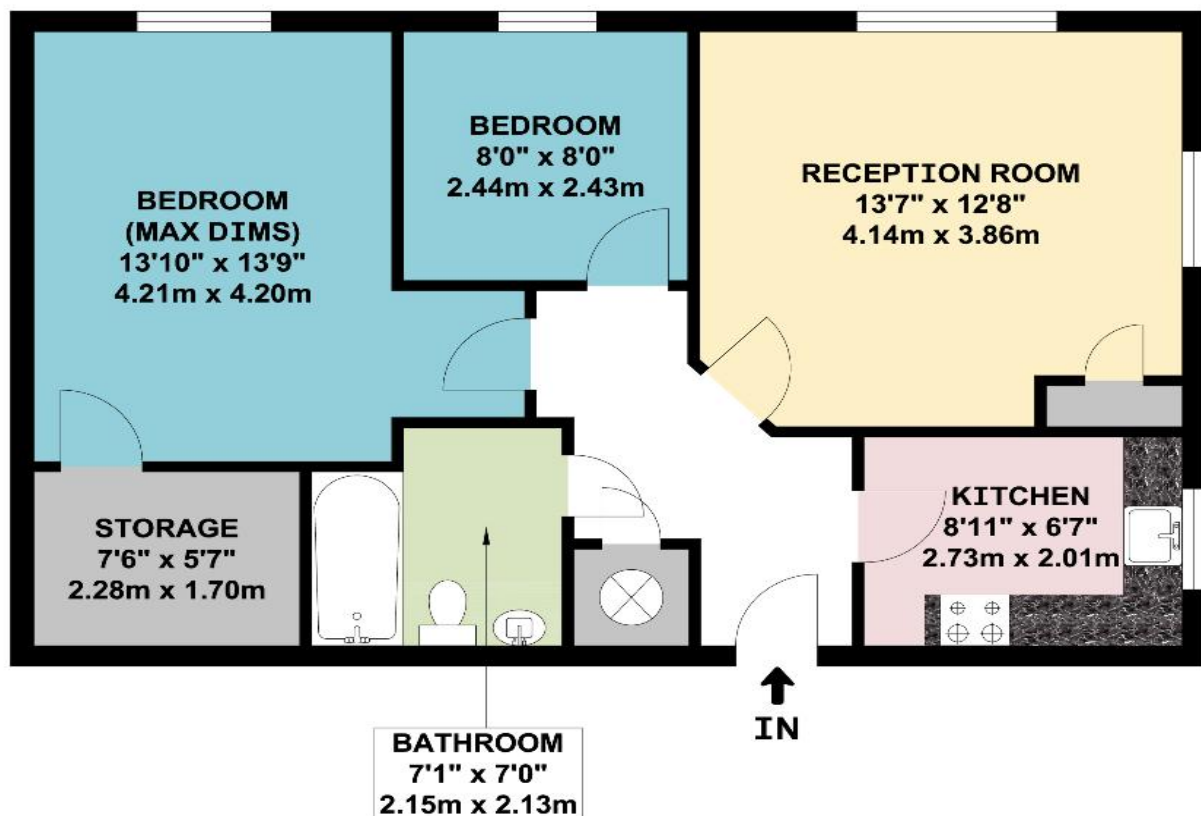 BEDROOM
(MAX DIMS)
13'10" x 13'9"
4.21m x 4.20m
BEDROOM
8'0" x 8'0"
2.44m x 2.43m
RECEPTION ROOM
13'7" x 12'8"
4.14m x 3.86m
STORAGE
7'6" x 5'7"
2.28m x 1.70m
KITCHEN
8'11" x 6'7"
2.73m x 2.01m
IN
BATHROOM
7'1" x 7'0"
2.15m x 2.13m